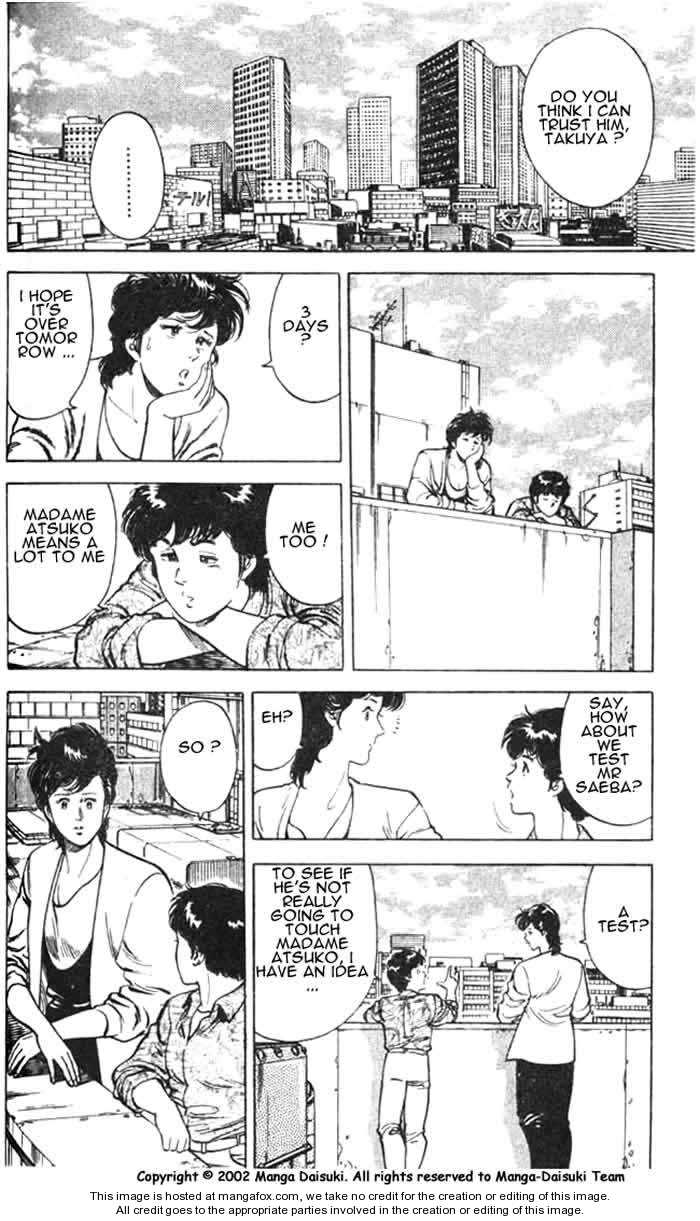 DO YOU
THINK I CAN
TRUST HIM,
TAKUYA ?
.........
テール!
3
DAYS
?
I HOPE
IT'S
OVER
TOMOR
ROW ...
ME
TOO !
MADAME
ATSUKO
MEANS A
LOT TO ME
SAY,
HOW
ABOUT
WE
TEST
MR
SAEBA?
EH?
SO ?
A
TEST?
TO SEE IF
HE'S NOT
REALLY
GOING TO
TOUCH
MADAME
ATSUKO, I
HAVE AN IDEA
...
Copyright © 2002 Manga Daisuki. All rights reserved to Manga-Daisuki Team
This image is hosted at mangafox.com, we take no credit for the creation or editing of this image.
All credit goes to the appropriate parties involved in the creation or editing of this image.